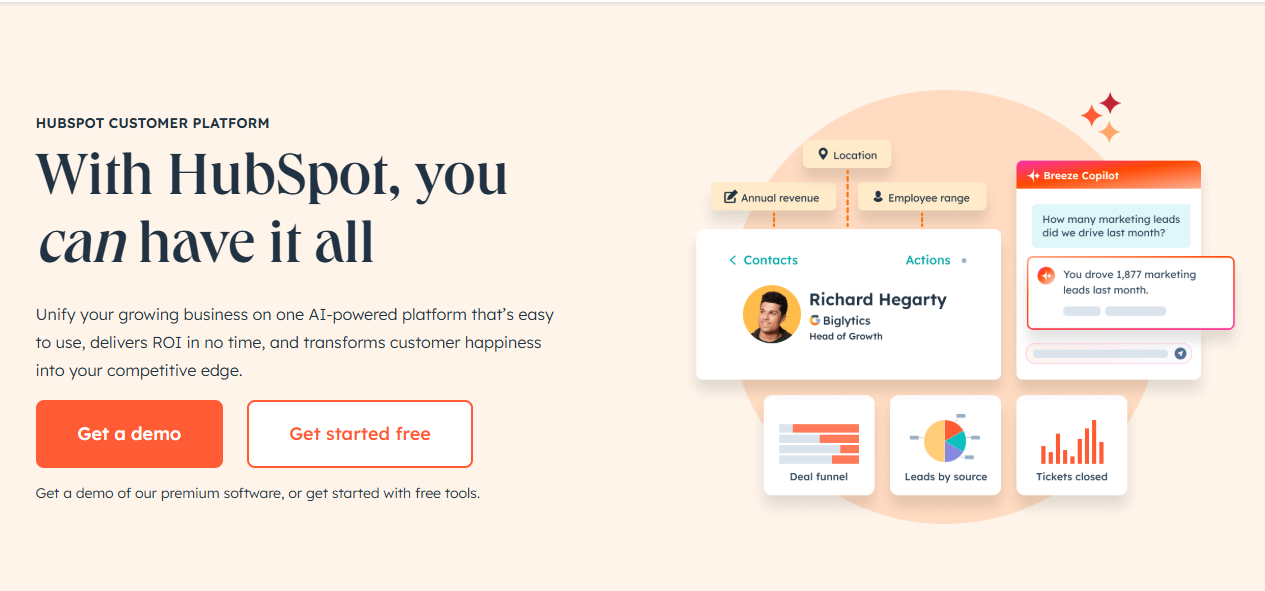 HUBSPOT CUSTOMER PLATFORM
With HubSpot, you
can have it all
Unify your growing business on one AI-powered platform that's easy
to use, delivers ROI in no time, and transforms customer happiness
into your competitive edge.
Get a demo
Get started free
Get a demo of our premium software, or get started with free tools.
Location
Annual revenue
Employee range
Contacts
Actions
Richard Hegarty
Biglytics
Head of Growth
Breeze Copilot
How many marketing leads
did we drive last month?
You drove 1,877 marketing
leads last month.
Deal funnel
Leads by source
Tickets closed